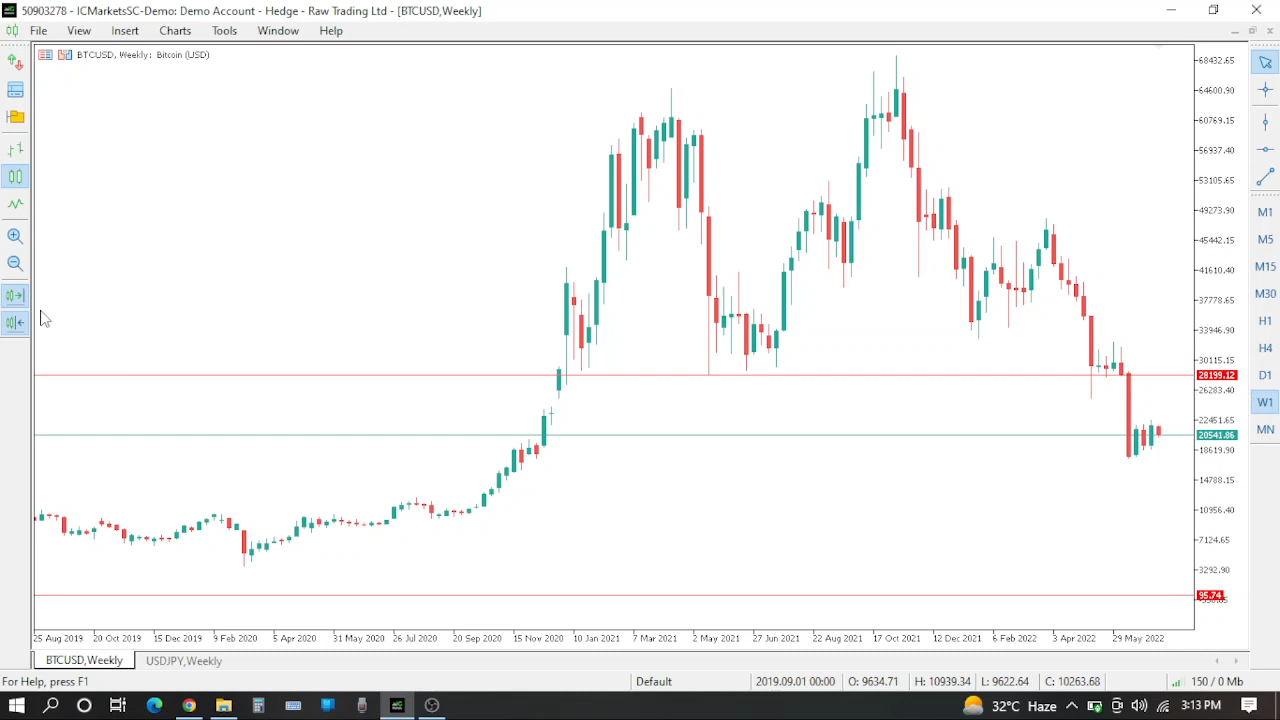 50903278 - ICMarketsSC-Demo: Demo Account - Hedge - Raw Trading Ltd - [BTCUSD,Weekly]
File View Insert Charts Tools Window Help
BTCUSD, Weekly: Bitcoin (USD)
68432.65
64600.90
60769.15
56937.40
53105.65
49273.90
45442.15
41610.40
37778.65
33946.90
30115.15
28199.12
26283.40
22451.65
20541.86
18619.90
14788.15
10956.40
7124.65
3292.90
95.74
M1
M5
M15
M30
H1
H4
D1
W1
MN
25 Aug 2019 20 Oct 2019 15 Dec 2019 9 Feb 2020 5 Apr 2020 31 May 2020 26 Jul 2020 20 Sep 2020 15 Nov 2020 10 Jan 2021 7 Mar 2021 2 May 2021 27 Jun 2021 22 Aug 2021 17 Oct 2021 12 Dec 2021 6 Feb 2022 3 Apr 2022 29 May 2022
BTCUSD,Weekly USDJPY,Weekly
For Help, press F1 Default 2019.09.01 00:00 O: 9634.71 H: 10939.34 L: 9622.64 C: 10263.68 150 / 0 Mb
32°C Haze 3:13 PM